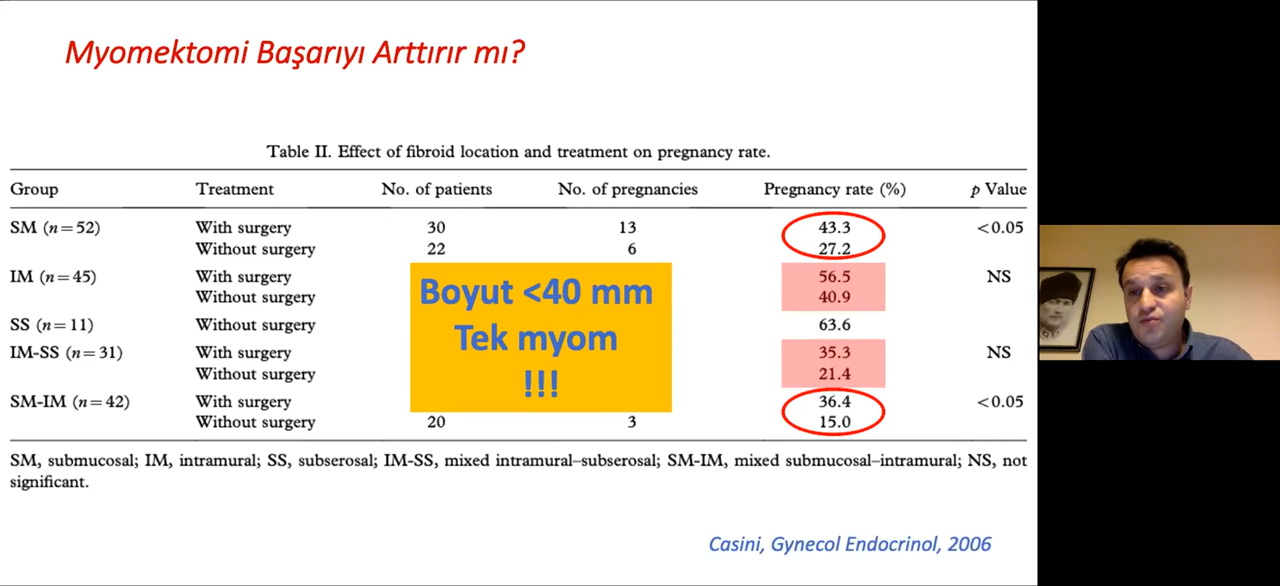 Myomektomi Başarıyı Arttırır mı?
Table II. Effect of fibroid location and treatment on pregnancy rate.
Group Treatment No. of patients No. of pregnancies Pregnancy rate (%) p Value
SM (n=52) With surgery 30 13 43.3 <0.05
Without surgery 22 6 27.2
IM (n=45) With surgery 56.5 NS
Without surgery 40.9
SS (n=11) Without surgery 63.6
IM-SS (n=31) With surgery 35.3 NS
Without surgery 21.4
SM-IM (n=42) With surgery 36.4 <0.05
Without surgery 20 3 15.0
Boyut <40 mm
Tek myom
!!!
SM, submucosal; IM, intramural; SS, subserosal; IM-SS, mixed intramural–subserosal; SM-IM, mixed submucosal–intramural; NS, not
significant.
Casini, Gynecol Endocrinol, 2006